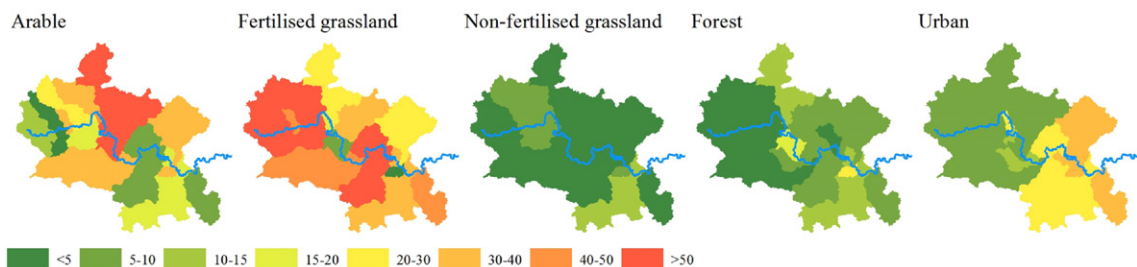 Arable Fertilised grassland Non-fertilised grassland Forest Urban
<5 5-10 10-15 15-20 20-30 30-40 40-50 >50